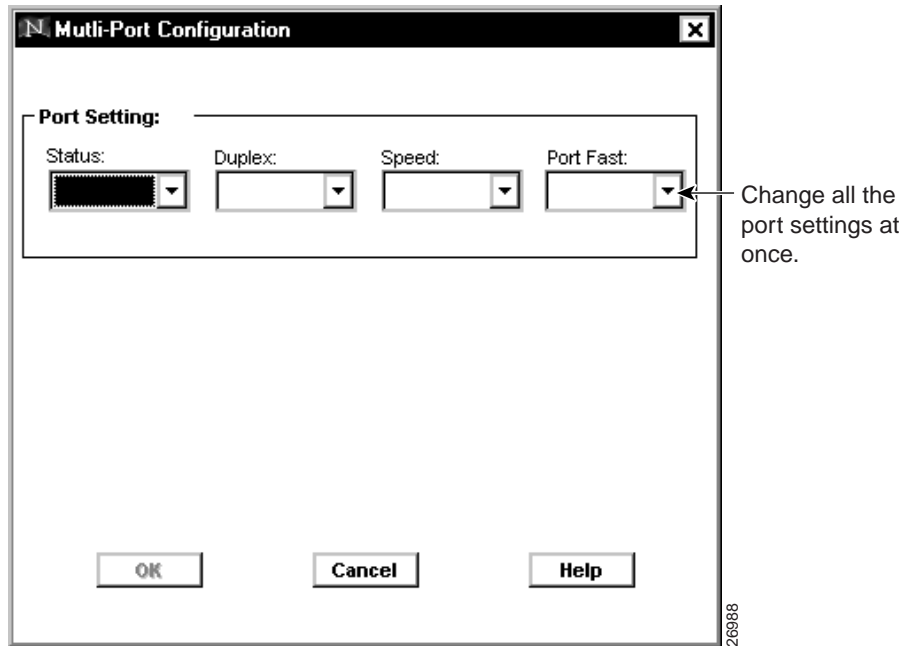 N Mutli-Port Configuration
Port Setting:
Status: Duplex: Speed: Port Fast:
Change all the
port settings at
once.
OK Cancel Help
26988